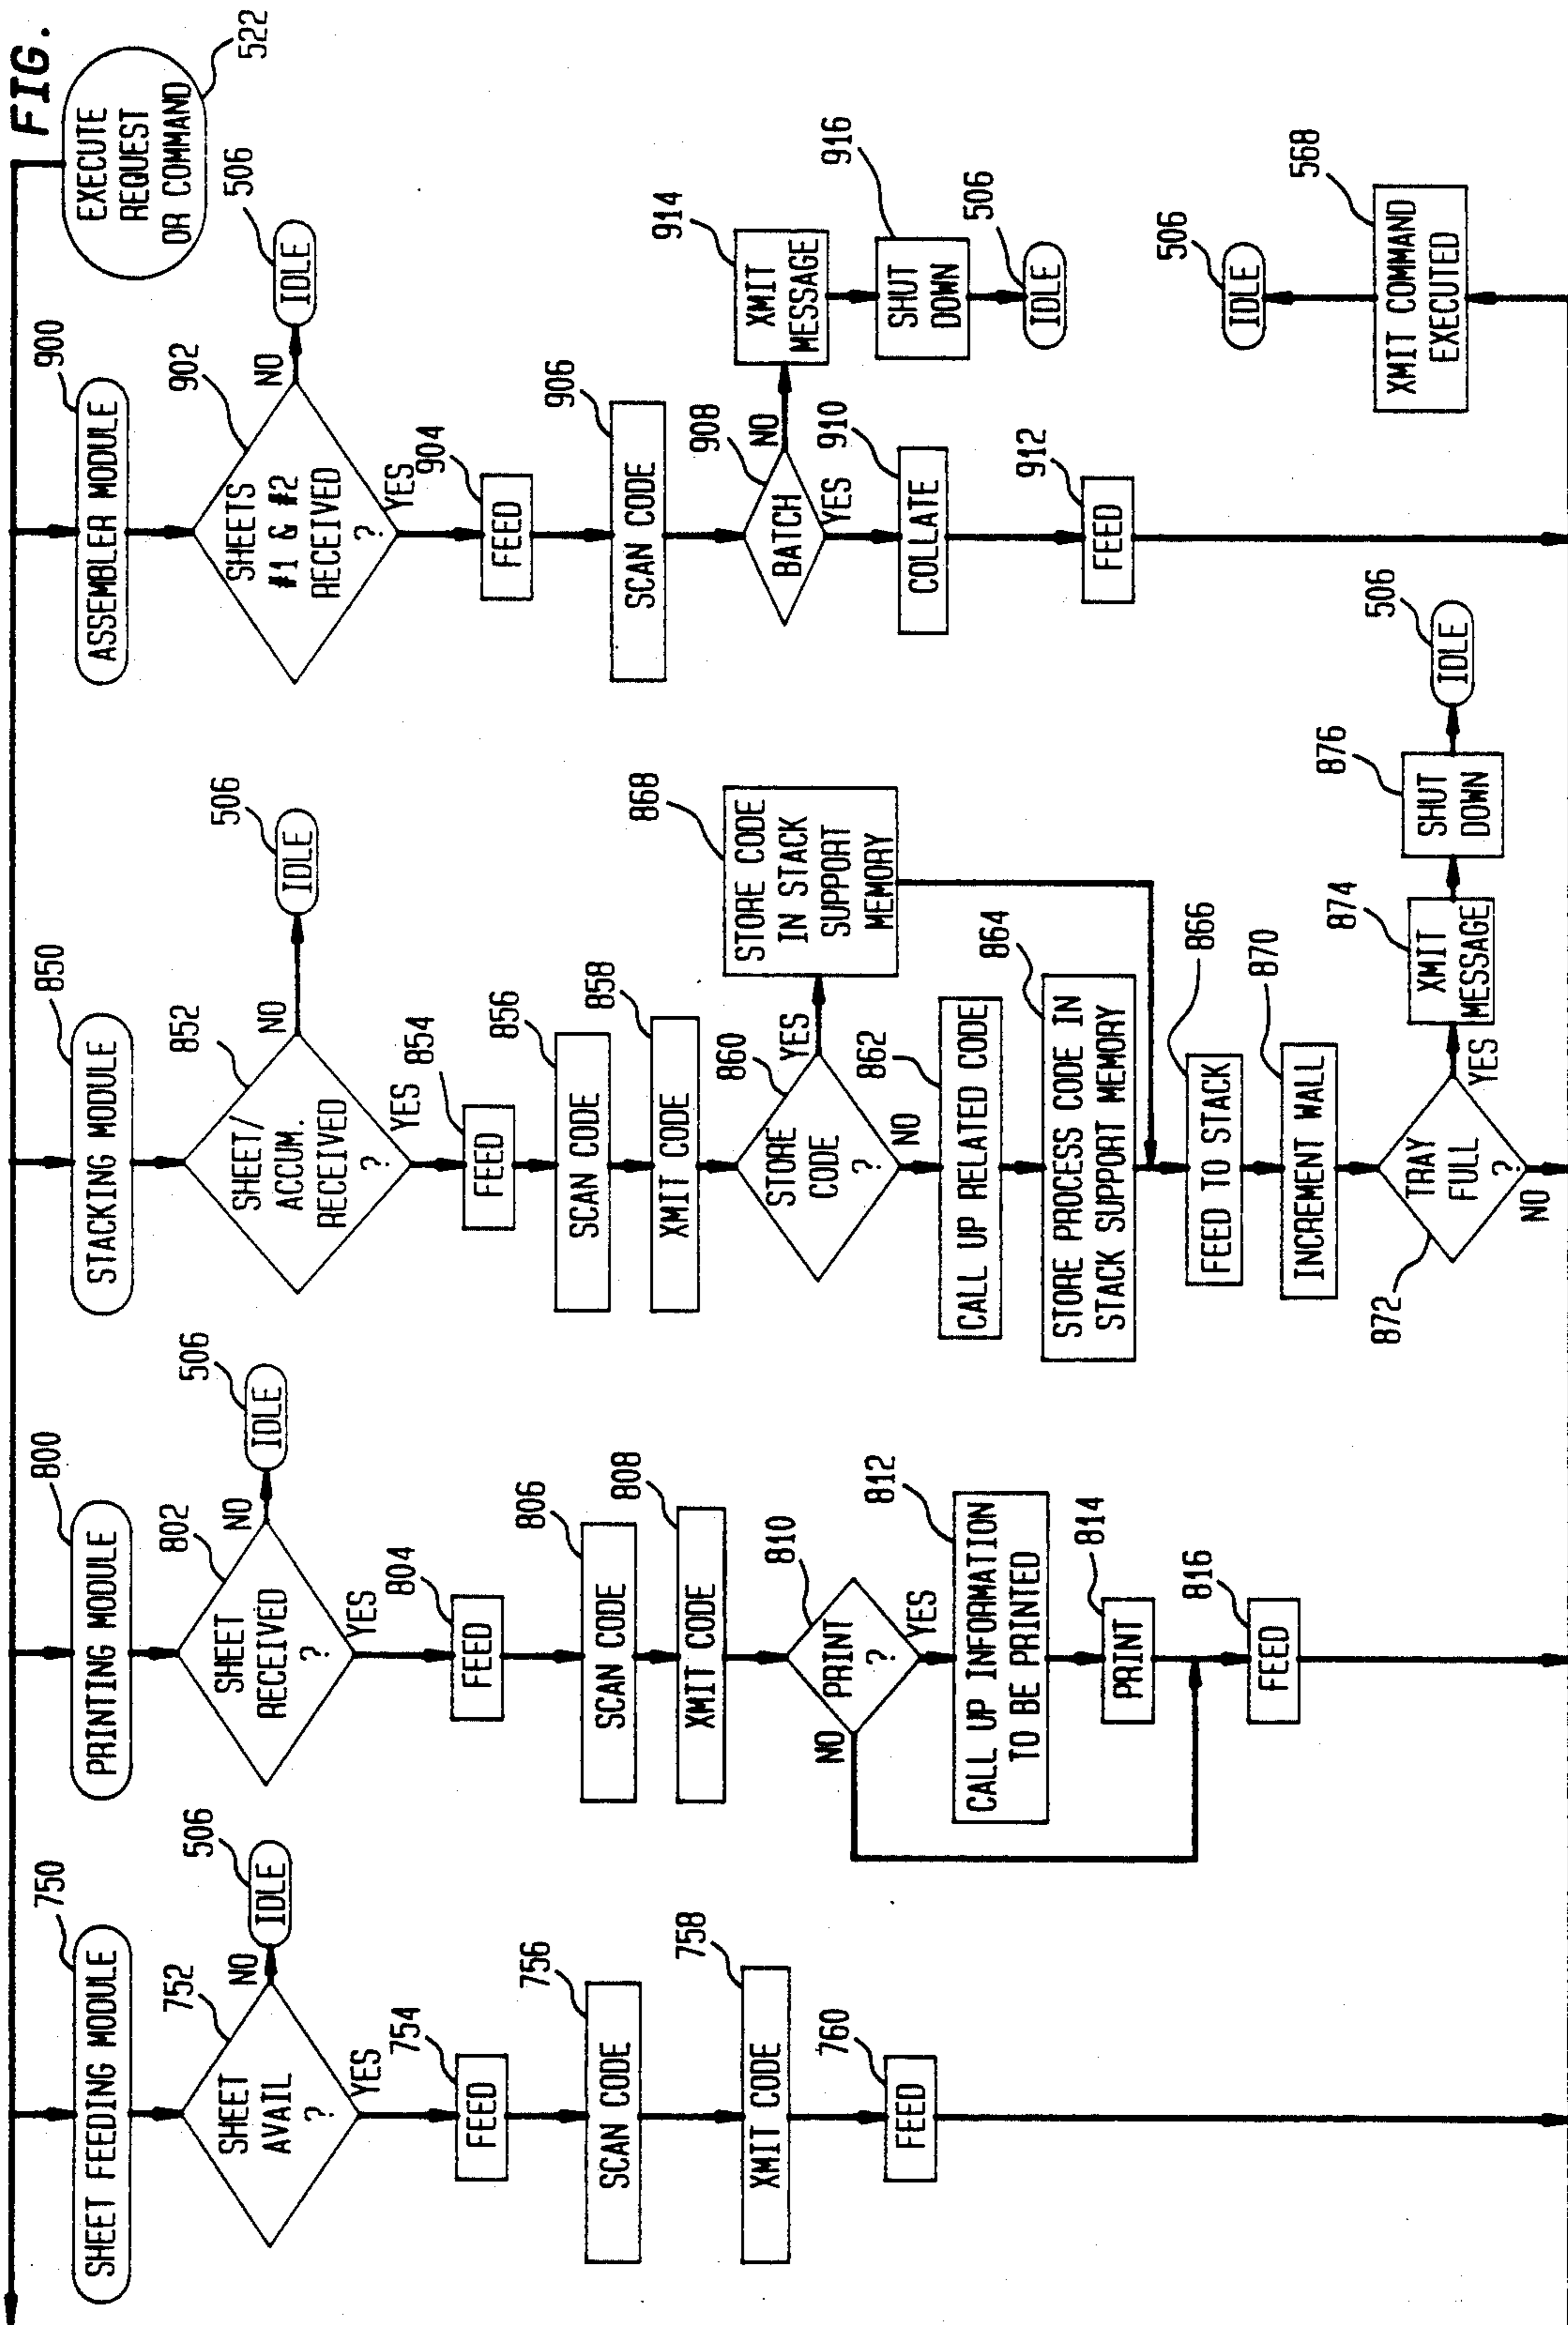 FIG.
EXECUTE
REQUEST
OR COMMAND
522
SHEET FEEDING MODULE
750
SHEET
AVAIL
?
752
NO
IDLE
506
YES
FEED
754
SCAN CODE
756
XMIT CODE
758
FEED
760
PRINTING MODULE
800
SHEET
RECEIVED
?
802
NO
IDLE
506
YES
FEED
804
SCAN CODE
806
XMIT CODE
808
PRINT
?
810
NO
YES
CALL UP INFORMATION
TO BE PRINTED
812
PRINT
814
FEED
816
STACKING MODULE
850
SHEET/
ACCUM.
RECEIVED
?
852
NO
IDLE
506
YES
FEED
854
SCAN CODE
856
XMIT CODE
858
STORE
CODE
?
860
YES
STORE CODE
IN STACK
SUPPORT
MEMORY
868
NO
CALL UP RELATED CODE
862
STORE PROCESS CODE IN
STACK SUPPORT MEMORY
864
FEED TO STACK
866
INCREMENT WALL
870
TRAY
FULL
?
872
YES
XMIT
MESSAGE
874
SHUT
DOWN
876
IDLE
506
NO
ASSEMBLER MODULE
900
SHEETS
#1 & #2
RECEIVED
?
902
NO
IDLE
506
YES
FEED
904
SCAN CODE
906
BATCH
908
NO
XMIT
MESSAGE
914
SHUT
DOWN
916
IDLE
506
YES
COLLATE
910
FEED
912
IDLE
506
XMIT COMMAND
EXECUTED
568